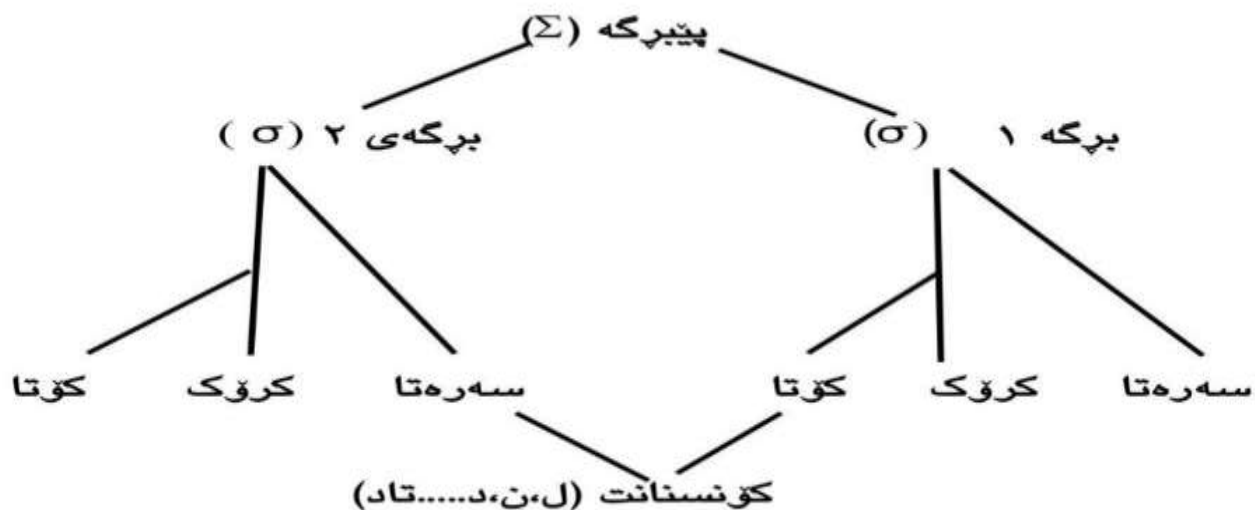 پێبڕگە (Σ)
بڕگە ١ (σ) بڕگەی ٢ (σ )
سەرەتا کرۆک کۆتا سەرەتا کرۆک کۆتا
کۆنسنانت (ل،ن،د.....تاد)